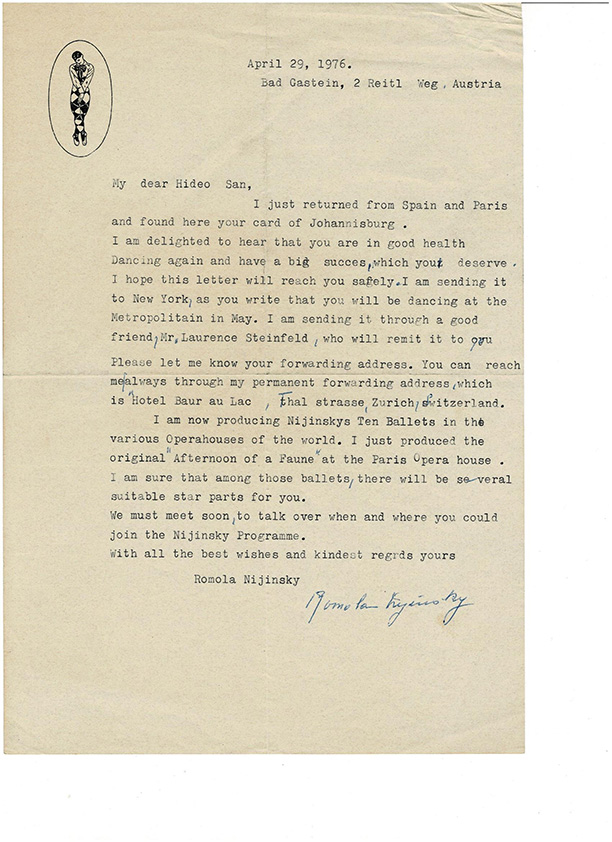 April 29, 1976.
Bad Gastein, 2 Reitl Weg, Austria
My dear Hideo San,
I just returned from Spain and Paris
and found here your card of Johannisburg .
I am delighted to hear that you are in good health
Dancing again and have a big succes,which you deserve .
I hope this letter will reach you safely.I am sending it
to New York, as you write that you will be dancing at the
Metropolitain in May. I am sending it through a good
friend,Mr.Laurence Steinfeld ,who will remit it to you
Please let me know your forwarding address. You can reach
me/always through my permanent forwarding address,which
is "Hotel Baur au Lac , Thal strasse,Zurich,Switzerland.
I am now producing Nijinskys Ten Ballets in the
various Operahouses of the world. I just produced the
original"Afternoon of a Faune"at the Paris Opera house .
I am sure that among those ballets,there will be several
suitable star parts for you.
We must meet soon,to talk over when and where you could
join the Nijinsky Programme.
With all the best wishes and kindest regrds yours
Romola Nijinsky
Romola Nijinsky